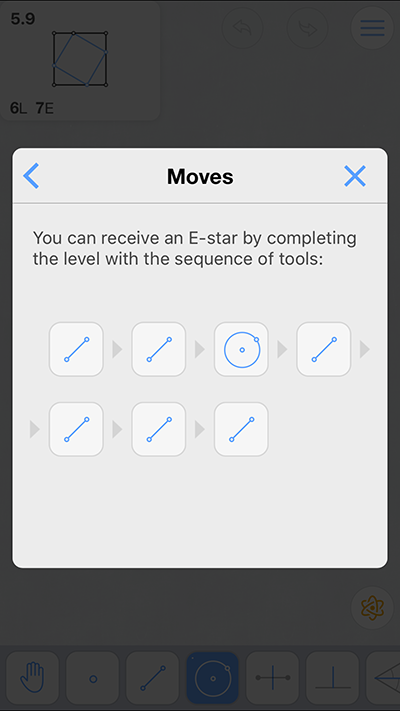 5.9
6L 7E
Moves
You can receive an E-star by completing
the level with the sequence of tools: